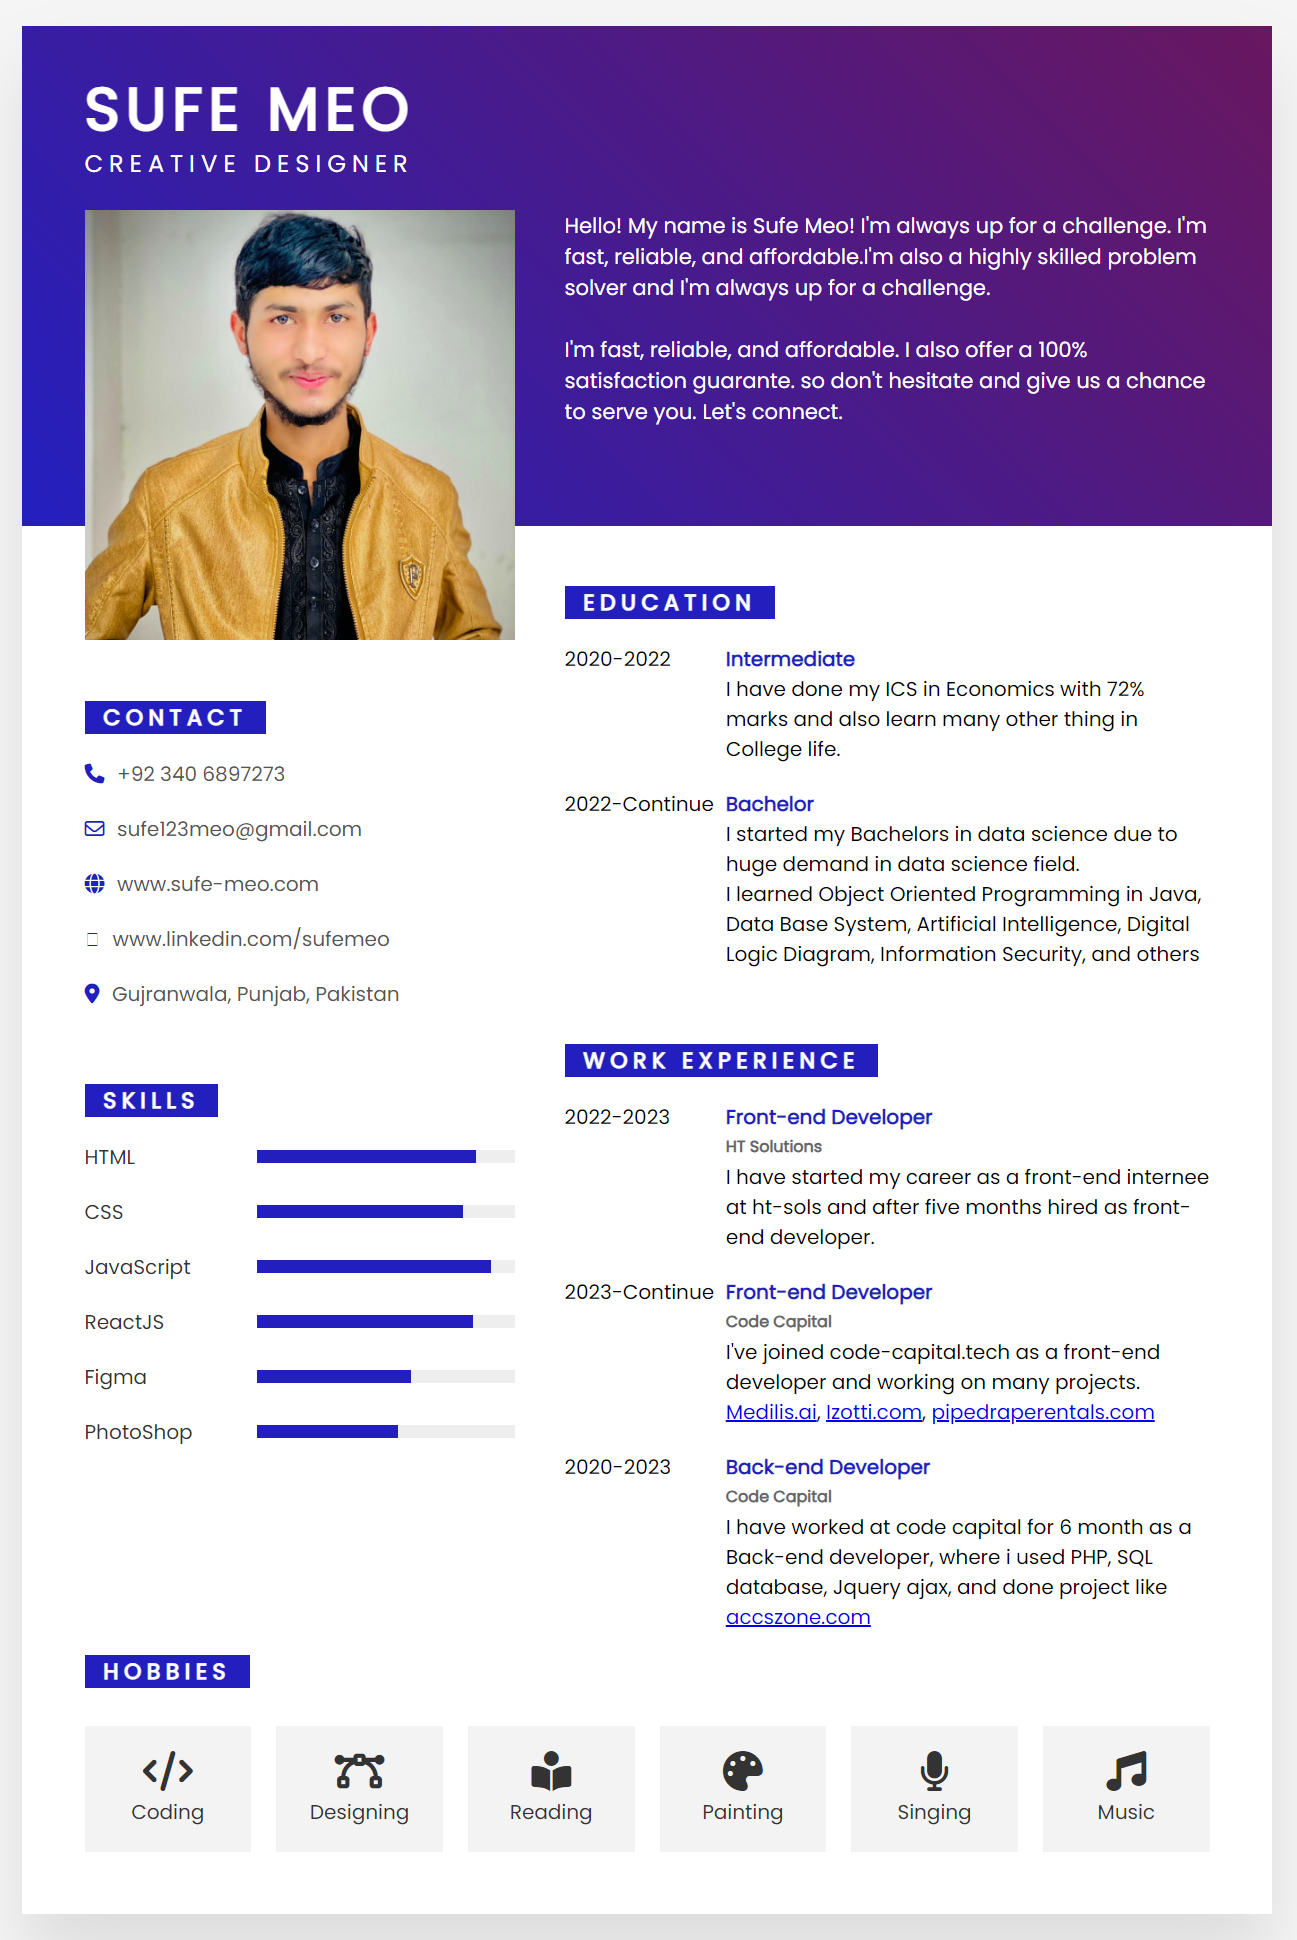 SUFE MEO
CREATIVE DESIGNER
Hello! My name is Sufe Meo! I'm always up for a challenge. I'm
fast, reliable, and affordable.I'm also a highly skilled problem
solver and I'm always up for a challenge.
I'm fast, reliable, and affordable. I also offer a 100%
satisfaction guarante. so don't hesitate and give us a chance
to serve you. Let's connect.
CONTACT
+92 340 6897273
sufe123meo@gmail.com
www.sufe-meo.com
www.linkedin.com/sufemeo
Gujranwala, Punjab, Pakistan
SKILLS
HTML
CSS
JavaScript
ReactJS
Figma
PhotoShop
EDUCATION
2020-2022 Intermediate
I have done my ICS in Economics with 72%
marks and also learn many other thing in
College life.
2022-Continue Bachelor
I started my Bachelors in data science due to
huge demand in data science field.
I learned Object Oriented Programming in Java,
Data Base System, Artificial Intelligence, Digital
Logic Diagram, Information Security, and others
WORK EXPERIENCE
2022-2023 Front-end Developer
HT Solutions
I have started my career as a front-end internee
at ht-sols and after five months hired as front-
end developer.
2023-Continue Front-end Developer
Code Capital
I've joined code-capital.tech as a front-end
developer and working on many projects.
Medilis.ai, Izotti.com, pipedraperentals.com
2020-2023 Back-end Developer
Code Capital
I have worked at code capital for 6 month as a
Back-end developer, where i used PHP, SQL
database, Jquery ajax, and done project like
accszone.com
HOBBIES
Coding Designing Reading Painting Singing Music